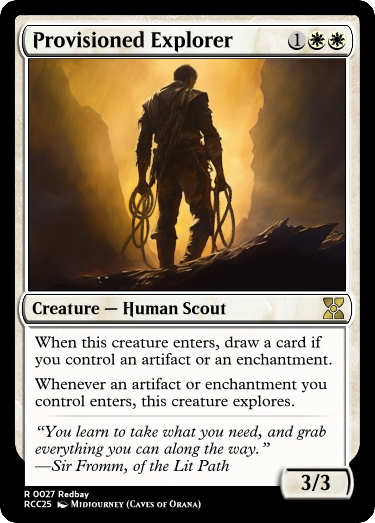 Provisioned Explorer 1
Creature — Human Scout
When this creature enters, draw a card if
you control an artifact or an enchantment.
Whenever an artifact or enchantment you
control enters, this creature explores.
“You learn to take what you need, and grab
everything you can along the way.”
—Sir Fromm, of the Lit Path
3/3
R 0027 Redbay
RCC25 Midjourney (Caves of Orana)